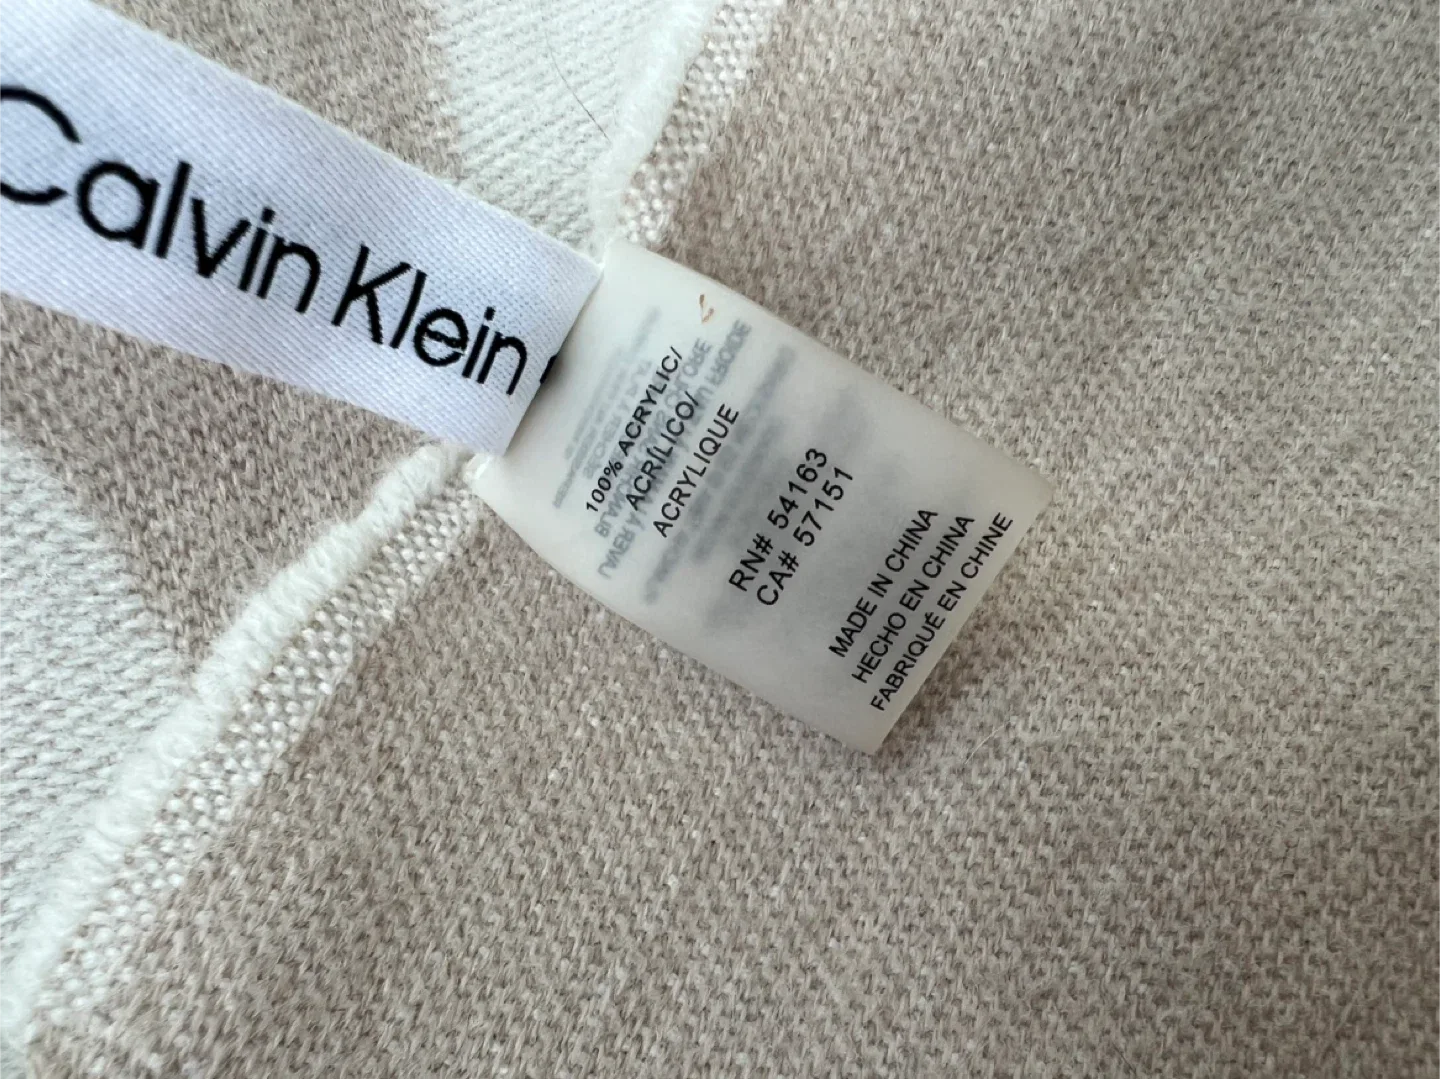 Calvin Klein
100% ACRYLIC/
ACRÍLICO/
ACRYLIQUE
RN# 54163
CA# 57151
MADE IN CHINA
HECHO EN CHINA
FABRIQUÉ EN CHINE